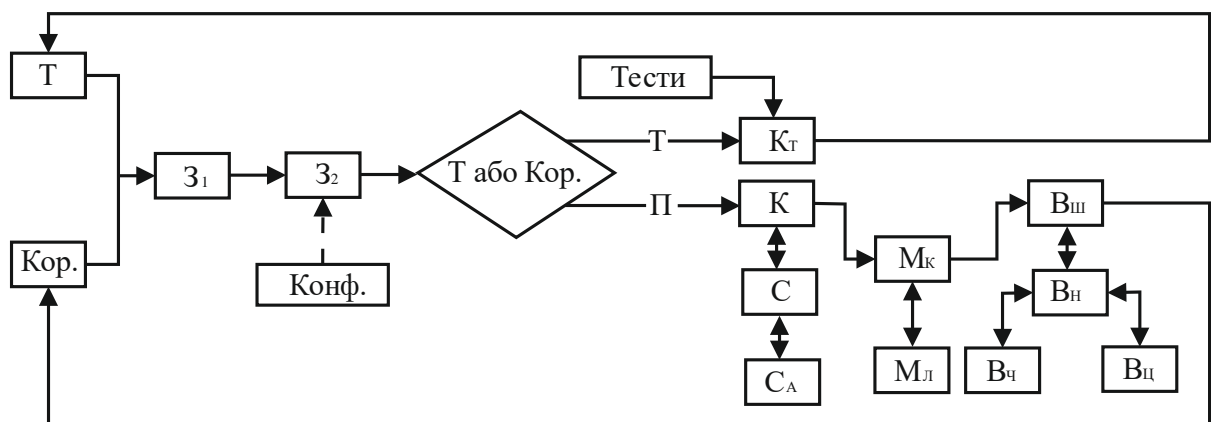 Т
Тести
Т
Кт
З1
З2
Т або Кор.
П
К
Вш
Кор.
Конф.
С
Мк
Вн
СА
Мл
Вч
Вц